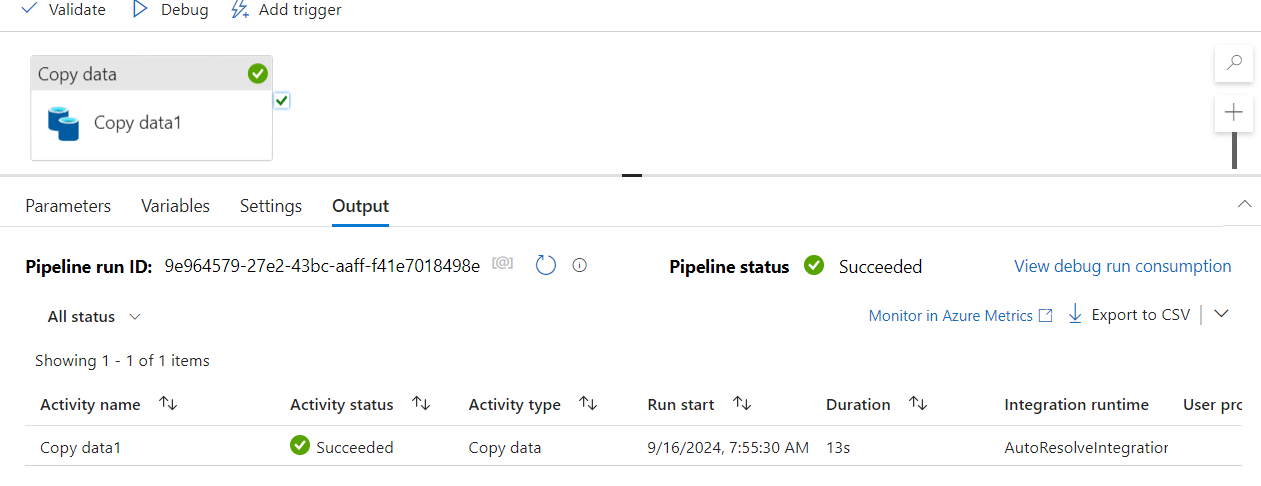 Validate Debug Add trigger
Copy data
Copy data1
Parameters Variables Settings Output
Pipeline run ID: 9e964579-27e2-43bc-aaff-f41e7018498e [@] Pipeline status Succeeded View debug run consumption
All status Monitor in Azure Metrics Export to CSV
Showing 1 - 1 of 1 items
Activity name Activity status Activity type Run start Duration Integration runtime User pro
Copy data1 Succeeded Copy data 9/16/2024, 7:55:30 AM 13s AutoResolveIntegration